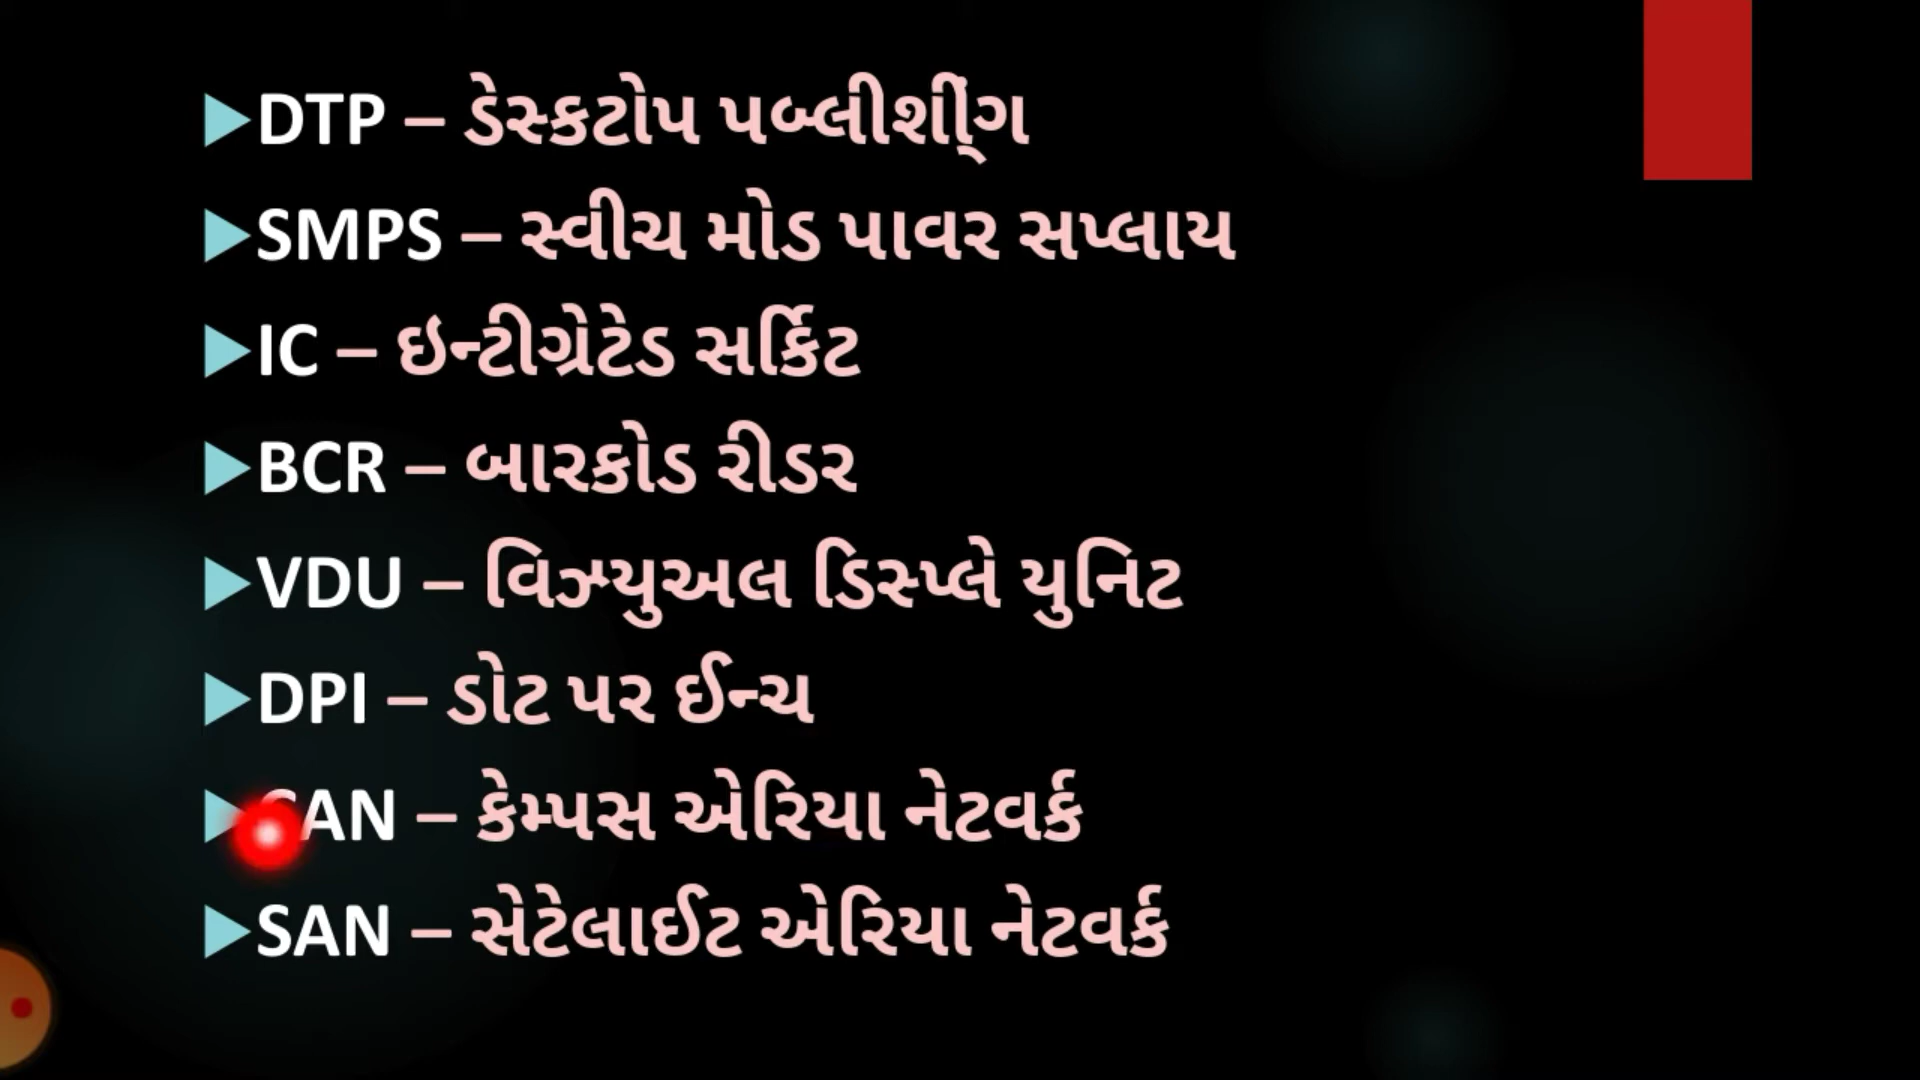 DTP – ડેસ્કટોપ પબ્લીશી્ંગ
SMPS – સ્વીચ મોડ પાવર સપ્લાય
IC – ઇન્ટીગ્રેટેડ સર્કિટ
BCR – બારકોડ રીડર
VDU – વિઝ્યુઅલ ડિસ્પ્લે યુનિટ
DPI – ડોટ પર ઈન્ચ
CAN – કેમ્પસ એરિયા નેટવર્ક
SAN – સેટેલાઈટ એરિયા નેટવર્ક